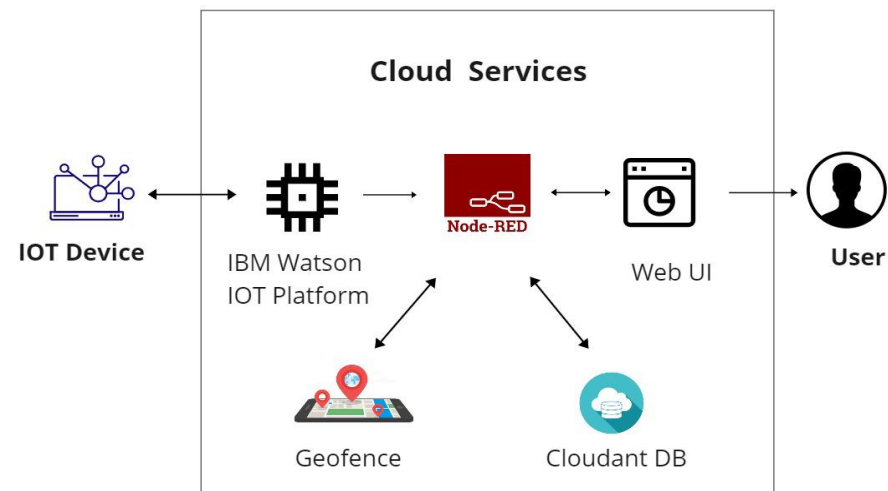 Cloud Services
Node-RED
IOT Device
IBM Watson
IOT Platform
Web UI
User
Geofence
Cloudant DB